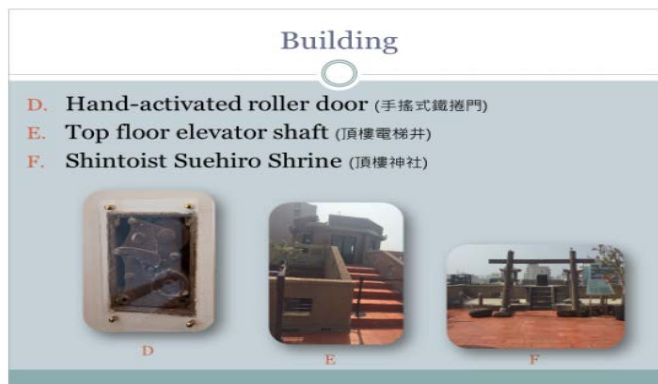 Building
D. Hand-activated roller door (手搖式鐵捲門)
E. Top floor elevator shaft (頂樓電梯井)
F. Shintoist Suehiro Shrine (頂樓神社)
D
E
F